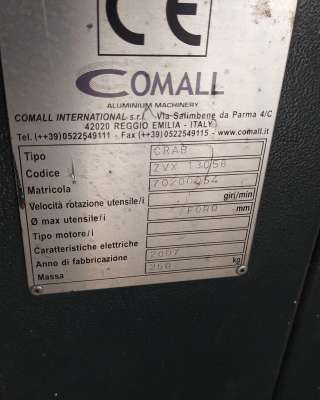 CE
COMALL
ALUMINIUM MACHINERY
COMALL INTERNATIONAL s.r.l. Via Salimbene da Parma 4/C
42020 REGGIO EMILIA - ITALY
Tel. (++39)0522549111 - Fax (++39)0522549115 - www.comall.it
Tipo CRAB
Codice ZVX
Matricola
Velocità rotazione utensile/i giri/min
Ø max utensile/i mm
Tipo motore/i
Caratteristiche elettriche
Anno di fabbricazione 2007
Massa 250 kg